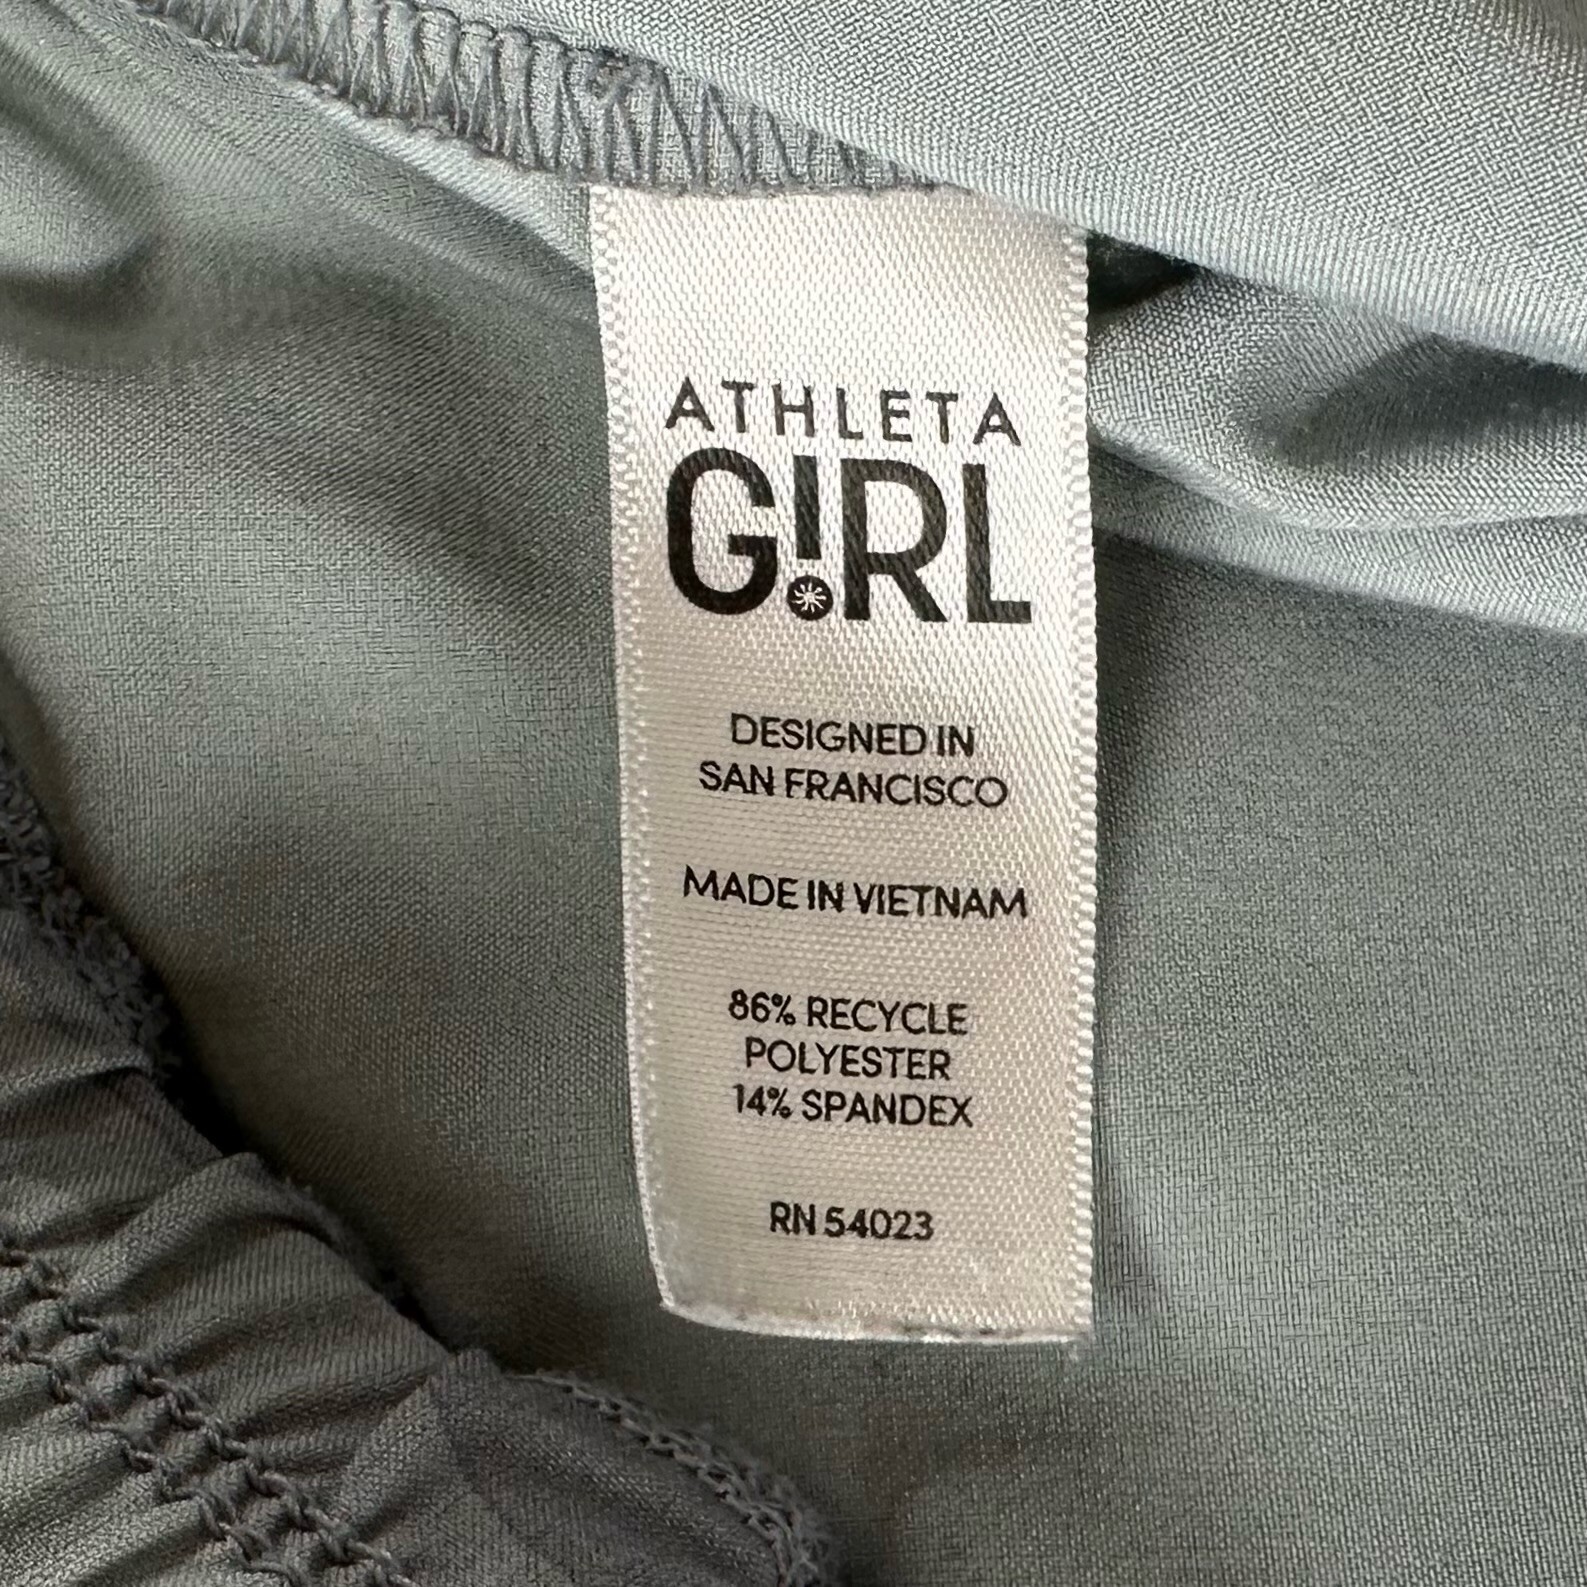 ATHLETA
G!RL
DESIGNED IN
SAN FRANCISCO
MADE IN VIETNAM
86% RECYCLE
POLYESTER
14% SPANDEX
RN 54023